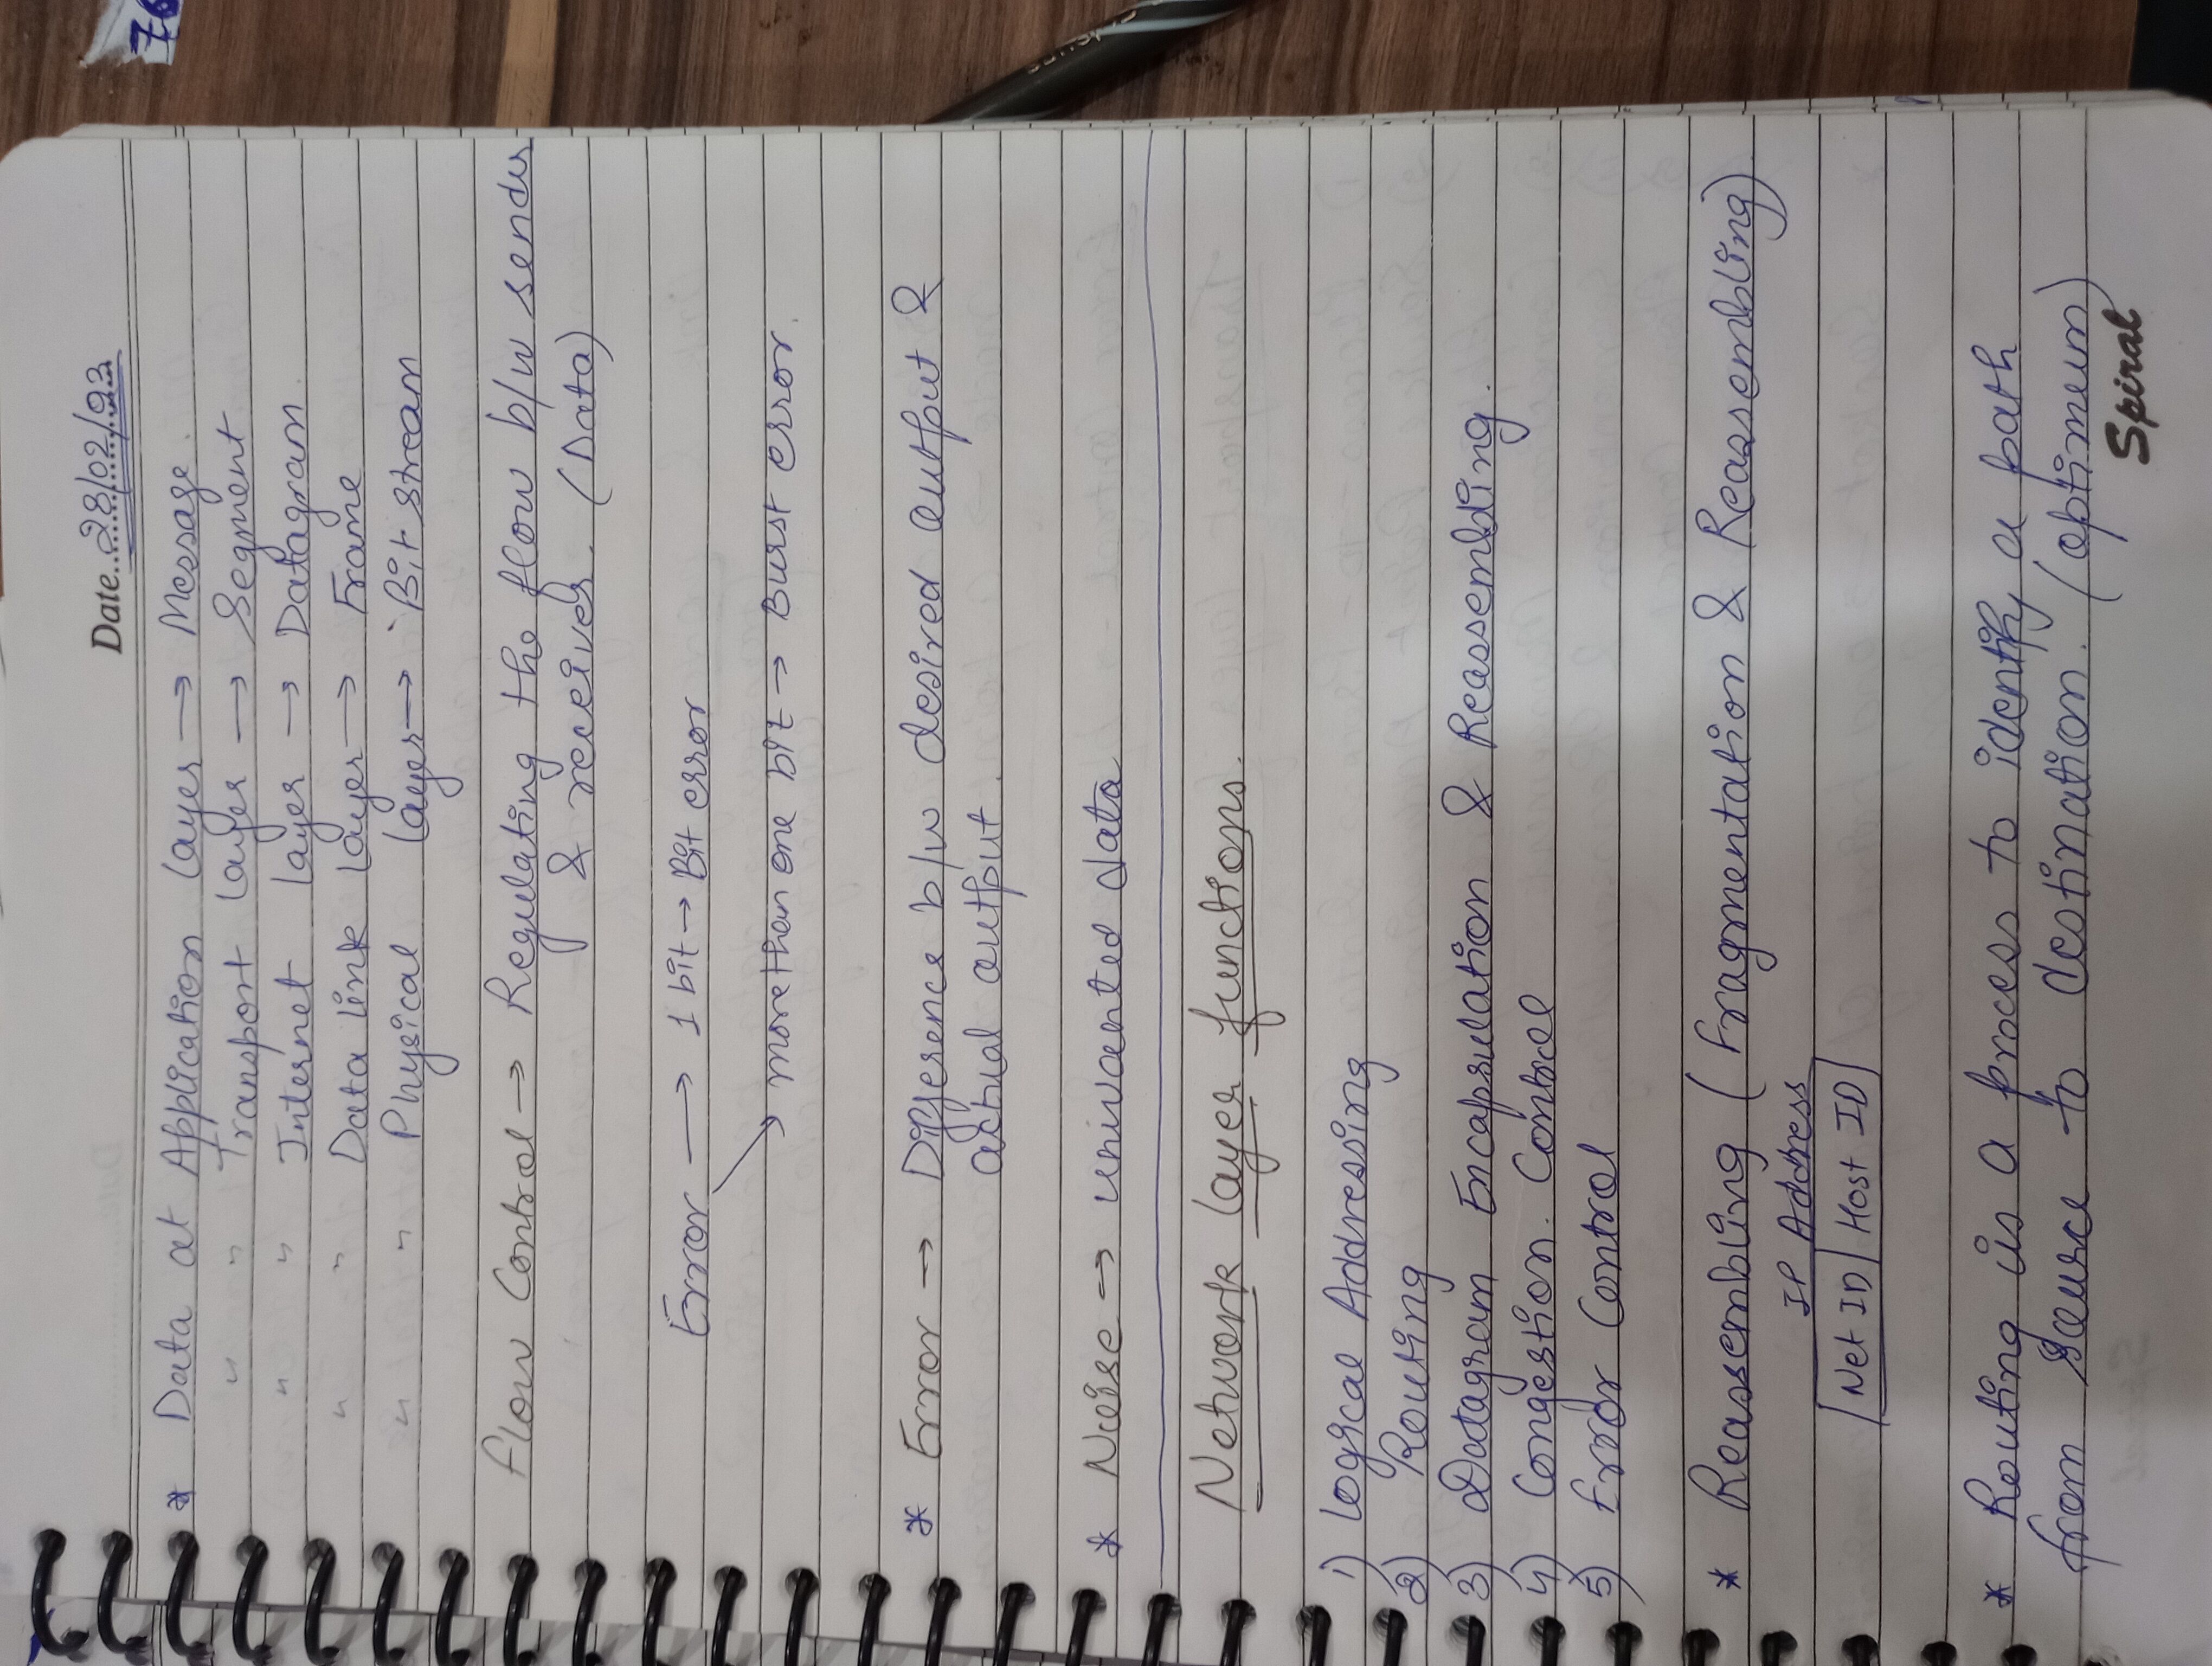 Date 28/02/23
* Data at Application layer → Message.
" " Transport layer → Segment
" " Internet layer → Datagram.
" " Data link layer → Frame
" " Physical layer → Bit stream
Flow Control → Regulating the flow b/w sender
& receiver. (Data)
Error → 1 bit → Bit error
→ more than one bit → Burst error.
* Error → Difference b/w desired output &
actual output.
* Noise → unwanted data
Network layer functions.
1) Logical Addressing
2) Routing
3) Datagram Encapsulation & Reassembling.
4) Congestion. Control
5) Error Control
* Reassembling (Fragmentation & Reassembling)
IP Address
Net ID | Host ID
* Routing is a process to identify a path
from source to destination. (optimum)
Spiral